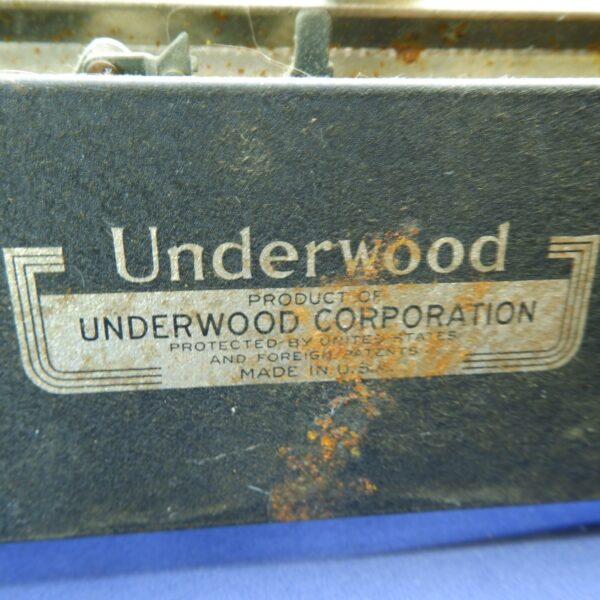 Underwood
PRODUCT OF
UNDERWOOD CORPORATION
PROTECTED BY UNITED STATES
AND FOREIGN PATENTS
MADE IN U.S.